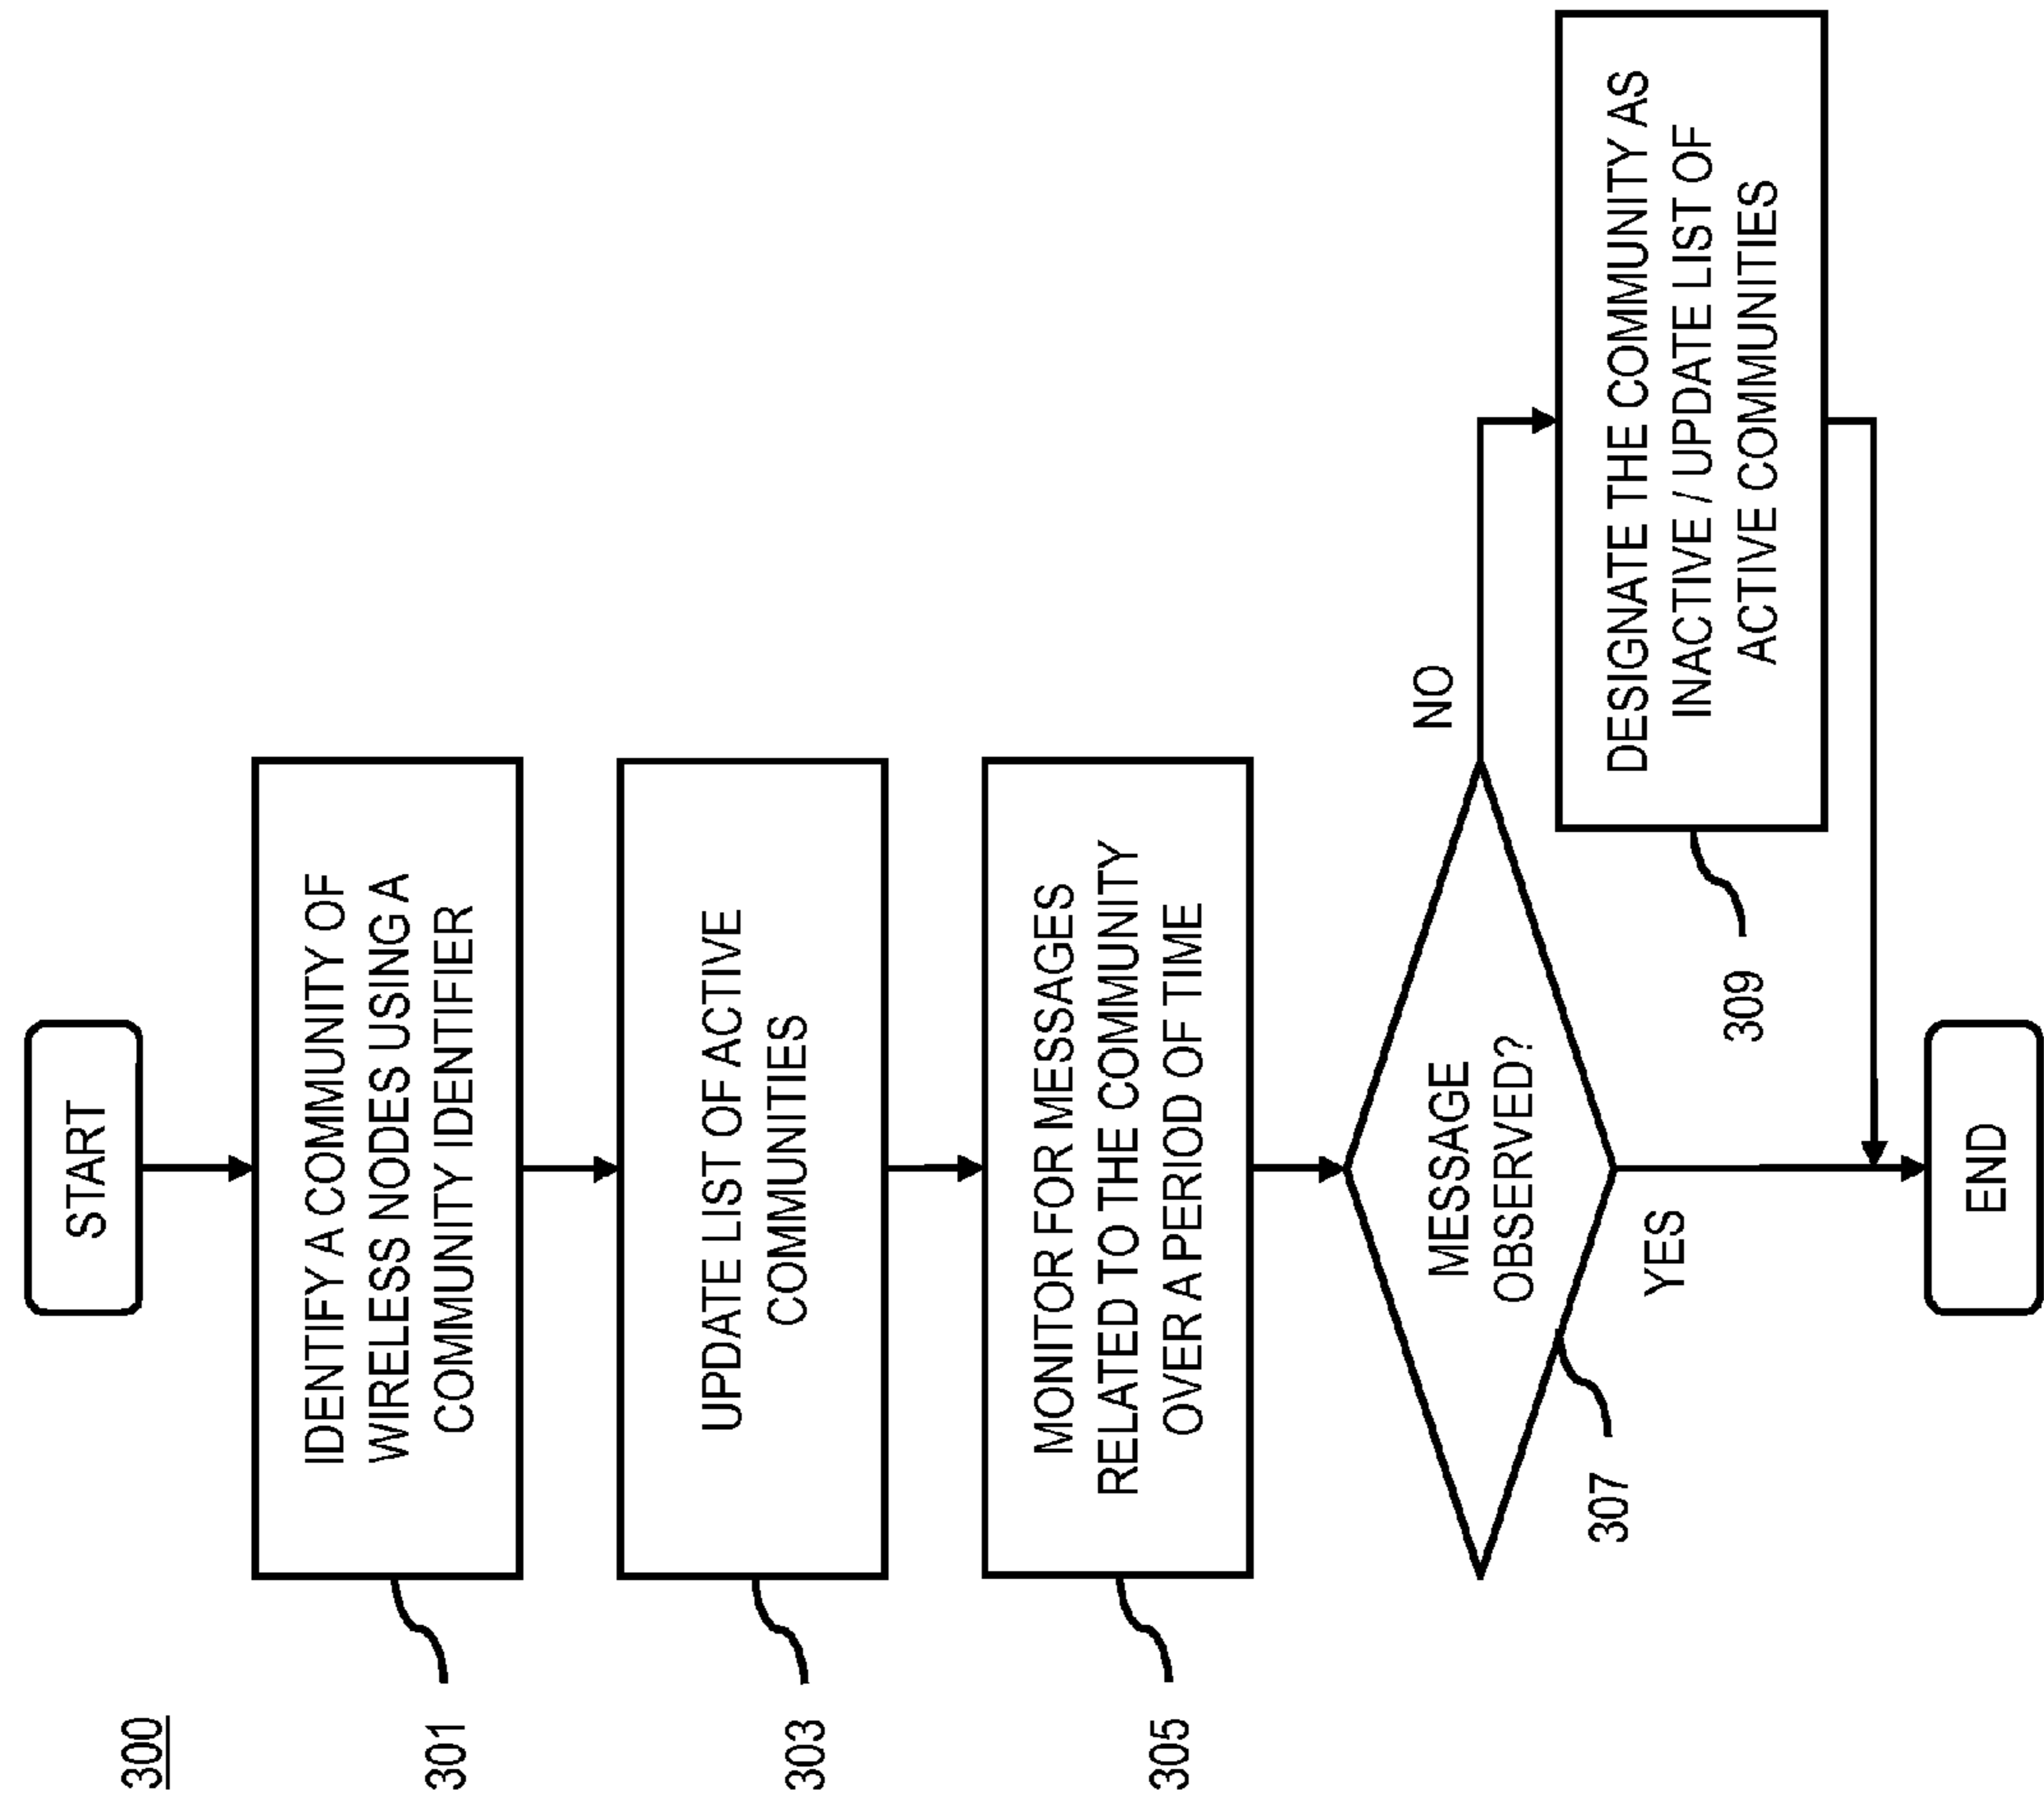 300
START
301
IDENTIFY A COMMUNITY OF
WIRELESS NODES USING A
COMMUNITY IDENTIFIER
303
UPDATE LIST OF ACTIVE
COMMUNITIES
305
MONITOR FOR MESSAGES
RELATED TO THE COMMUNITY
OVER A PERIOD OF TIME
MESSAGE
OBSERVED?
307
NO
YES
309
DESIGNATE THE COMMUNITY AS
INACTIVE / UPDATE LIST OF
ACTIVE COMMUNITIES
END